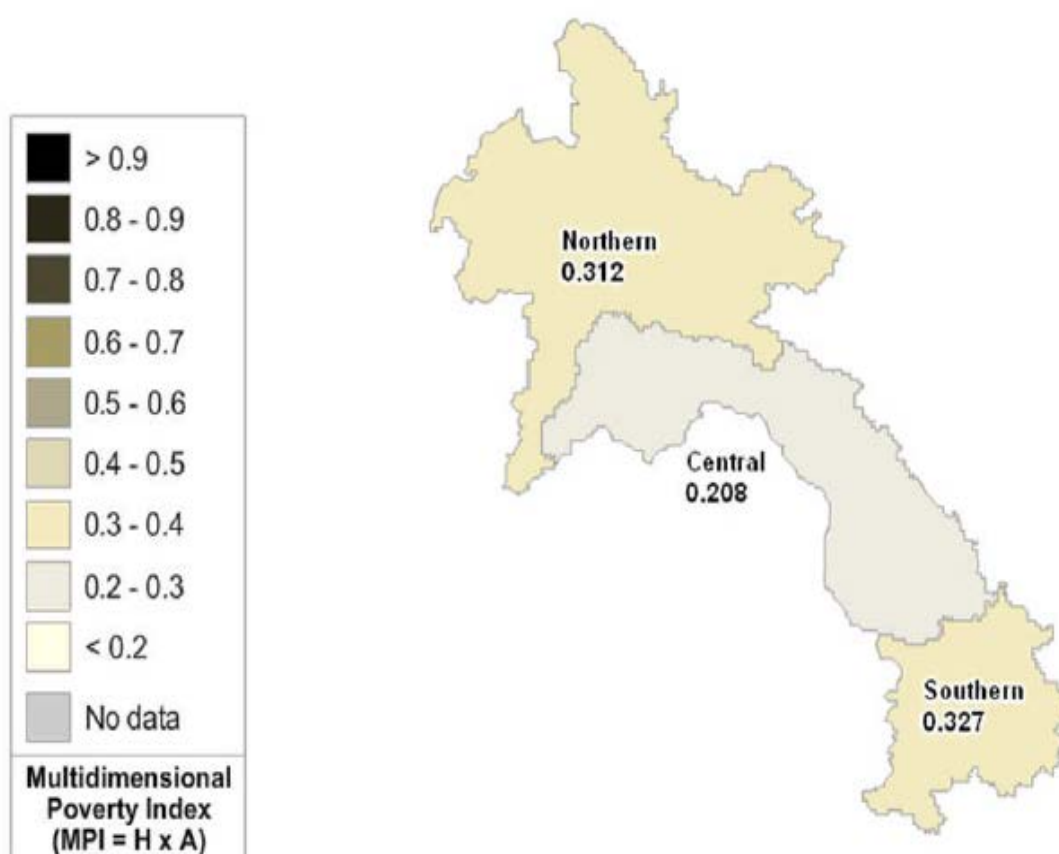 > 0.9
0.8 - 0.9
0.7 - 0.8
0.6 - 0.7
0.5 - 0.6
0.4 - 0.5
0.3 - 0.4
0.2 - 0.3
< 0.2
No data
Multidimensional
Poverty Index
(MPI = H x A)
Northern
0.312
Central
0.208
Southern
0.327